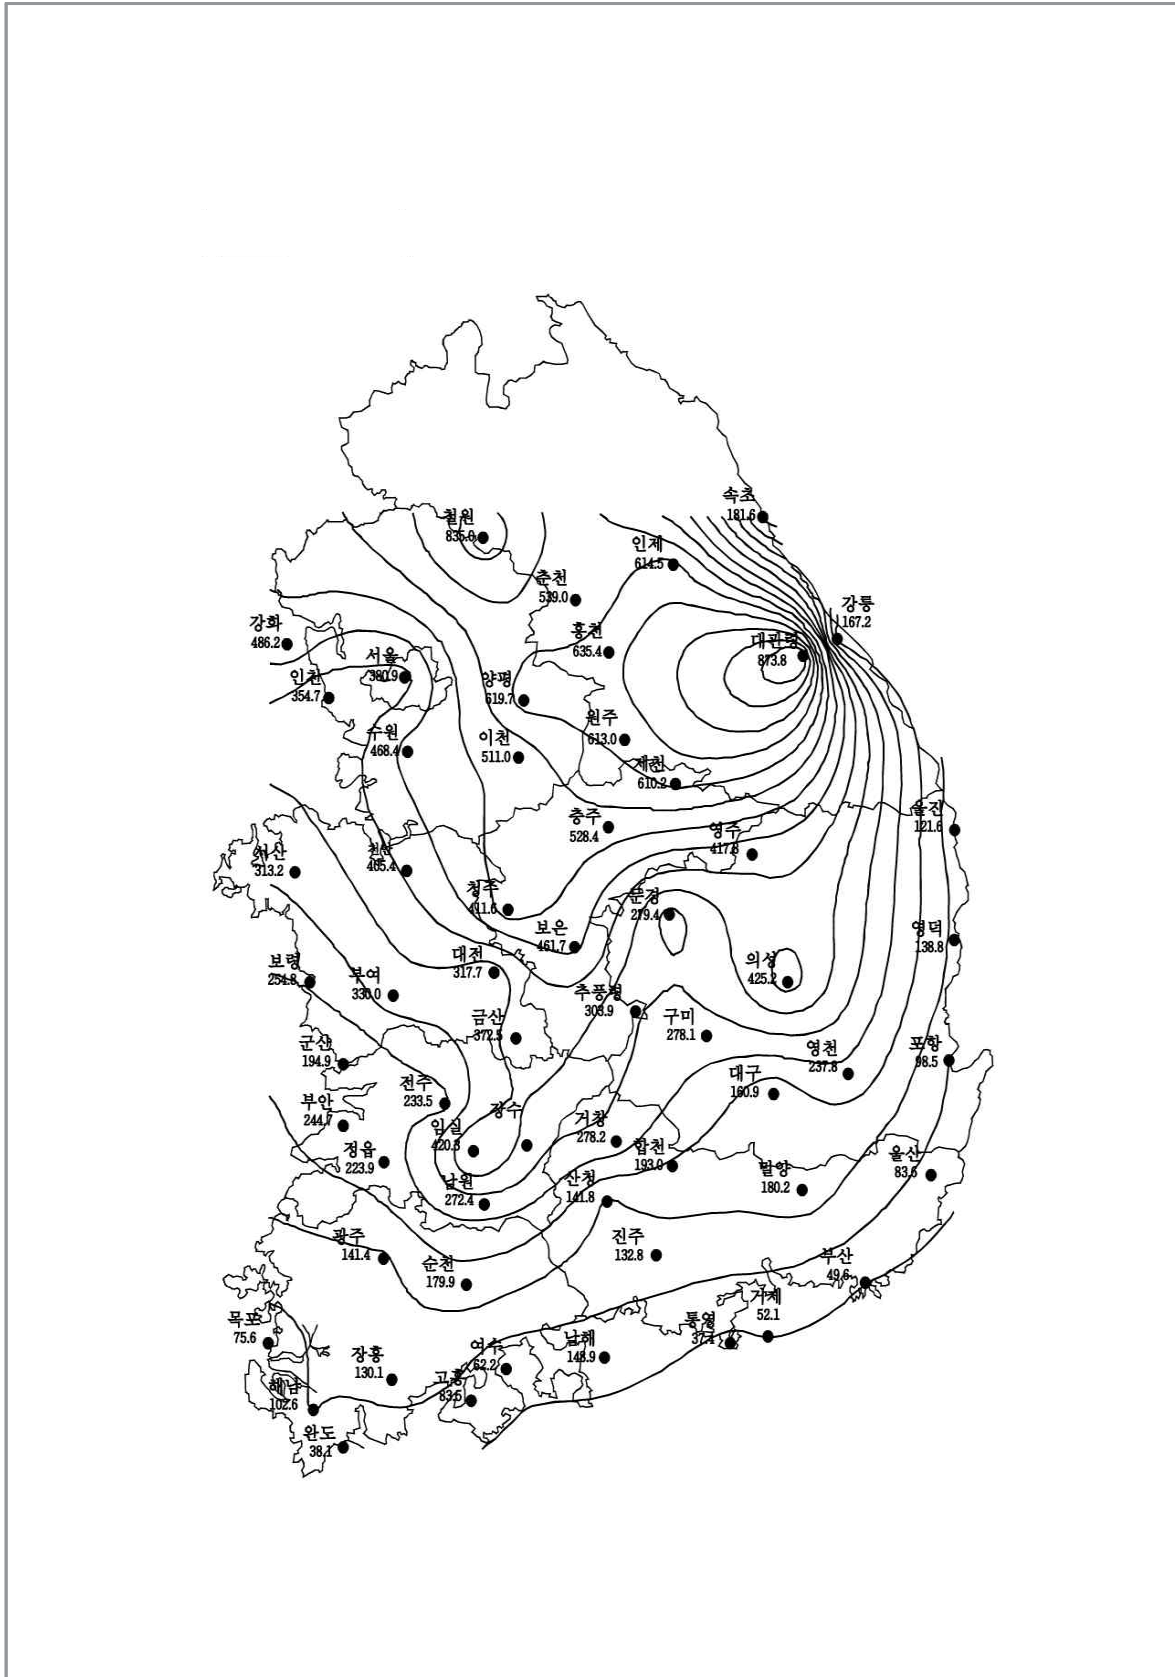 속초
181.6
철원
835.0
인제
614.5
춘천
539.0
강릉
167.2
강화
486.2
홍천
635.4
대관령
873.8
서울
380.9
인천
354.7
양평
619.7
원주
613.0
수원
468.4
이천
511.0
제천
610.2
충주
528.4
울진
121.6
영주
417.8
서산
313.2
천안
405.4
청주
411.6
문경
279.4
보은
461.7
영덕
138.8
대전
317.7
의성
425.2
보령
254.8
부여
330.0
추풍령
303.9
금산
372.5
구미
278.1
군산
194.9
영천
237.8
포항
98.5
대구
160.9
전주
233.5
부안
244.7
장수
임실
420.3
거창
278.2
정읍
223.9
합천
193.0
울산
83.6
밀양
180.2
남원
272.4
산청
141.8
광주
141.4
진주
132.8
순천
179.9
부산
49.6
거제
52.1
목포
75.6
통영
37.4
여수
62.2
남해
148.9
장흥
130.1
고흥
83.5
해남
102.6
완도
38.1